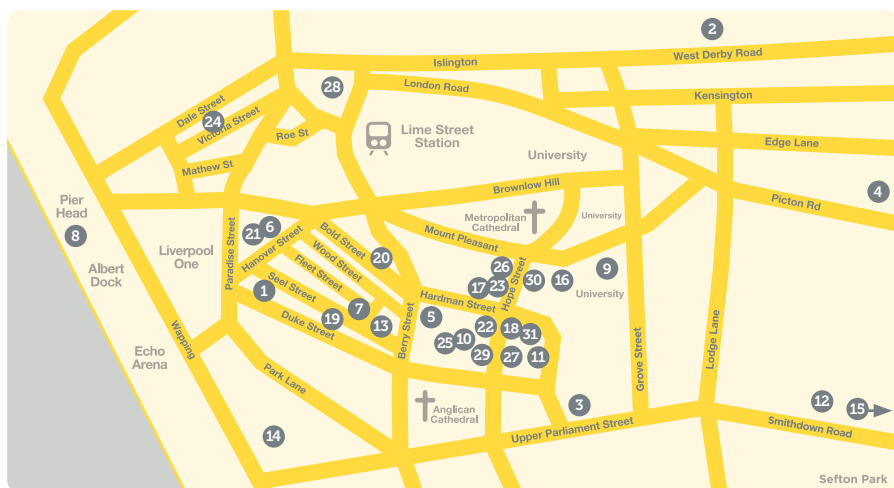 2
West Derby Road
Islington
28
London Road
Kensington
Dale Street
24
Victoria Street
Roe St
Lime Street
Station
Edge Lane
University
Mathew St
Brownlow Hill
Picton Rd
4
Pier
Head
8
Metropolitan
Cathedral
University
Mount Pleasant
21
6
Paradise Street
Hanover Street
Bold Street
Wood Street
Fleet Street
Seel Street
Duke Street
20
Liverpool
One
Albert
Dock
26
17
23
Hope Street
30
16
9
University
1
19
7
13
Hardman Street
5
Berry Street
25
10
22
18
31
29
27
11
Wapping
Echo
Arena
Park Lane
Grove Street
Lodge Lane
Anglican
Cathedral
3
12
15
14
Upper Parliament Street
Smithdown Road
Sefton Park